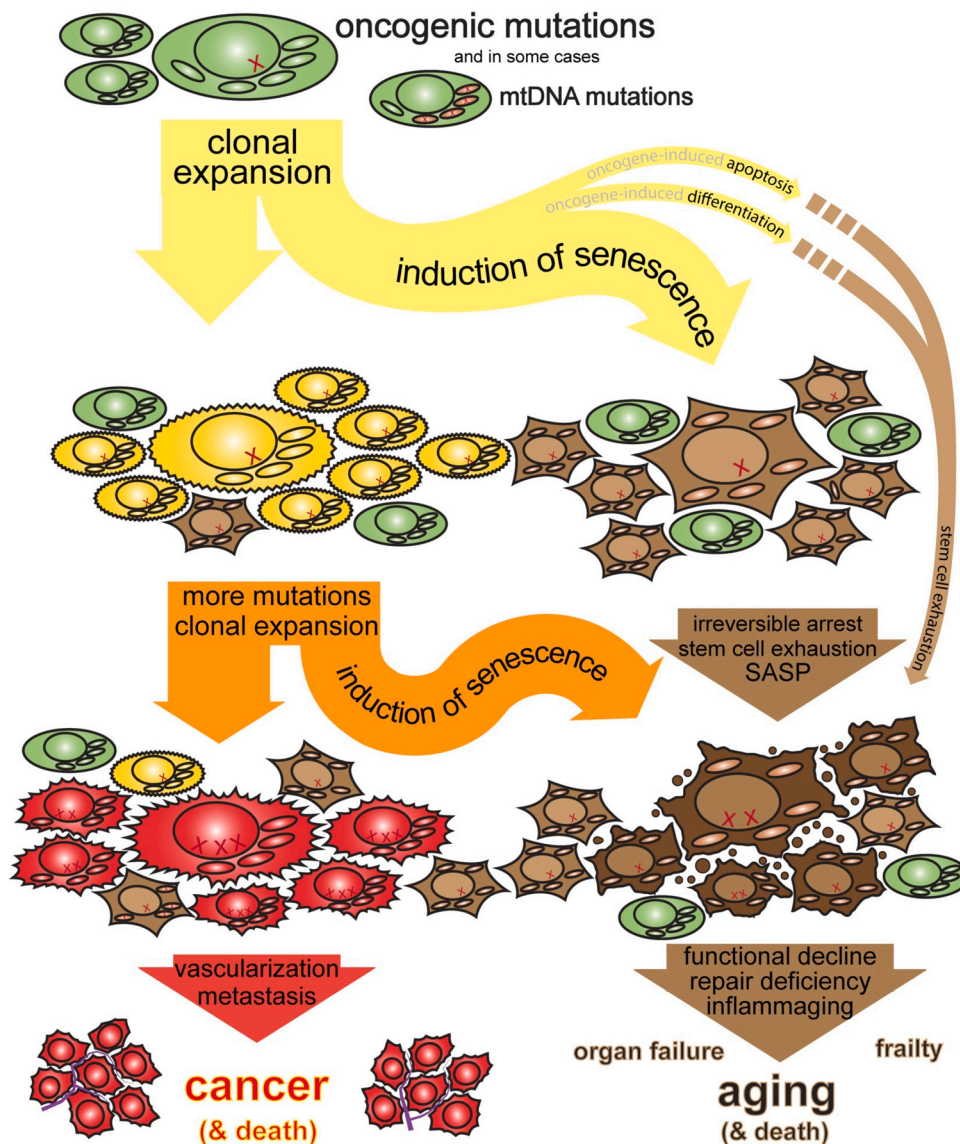 oncogenic mutations
and in some cases
mtDNA mutations
clonal
expansion
oncogene-induced apoptosis
oncogene-induced differentiation
induction of senescence
stem cell exhaustion
more mutations
clonal expansion
induction of senescence
irreversible arrest
stem cell exhaustion
SASP
vascularization
metastasis
functional decline
repair deficiency
inflammaging
organ failure
frailty
cancer
(& death)
aging
(& death)